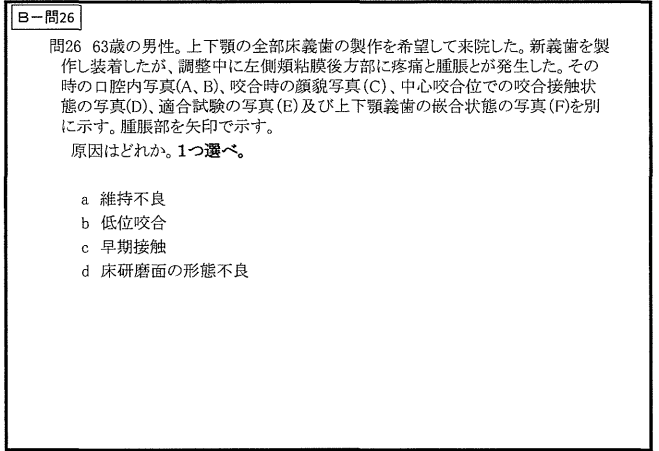 B－問26
問26 63歳の男性。上下顎の全部床義歯の製作を希望して来院した。新義歯を製
作し装着したが、調整中に左側頬粘膜後方部に疼痛と腫脹とが発生した。その
時の口腔内写真(A、B)、咬合時の顔貌写真(C)、中心咬合位での咬合接触状
態の写真(D)、適合試験の写真(E)及び上下顎義歯の嵌合状態の写真(F)を別
に示す。腫脹部を矢印で示す。
原因はどれか。1つ選べ。
a 維持不良
b 低位咬合
c 早期接触
d 床研磨面の形態不良